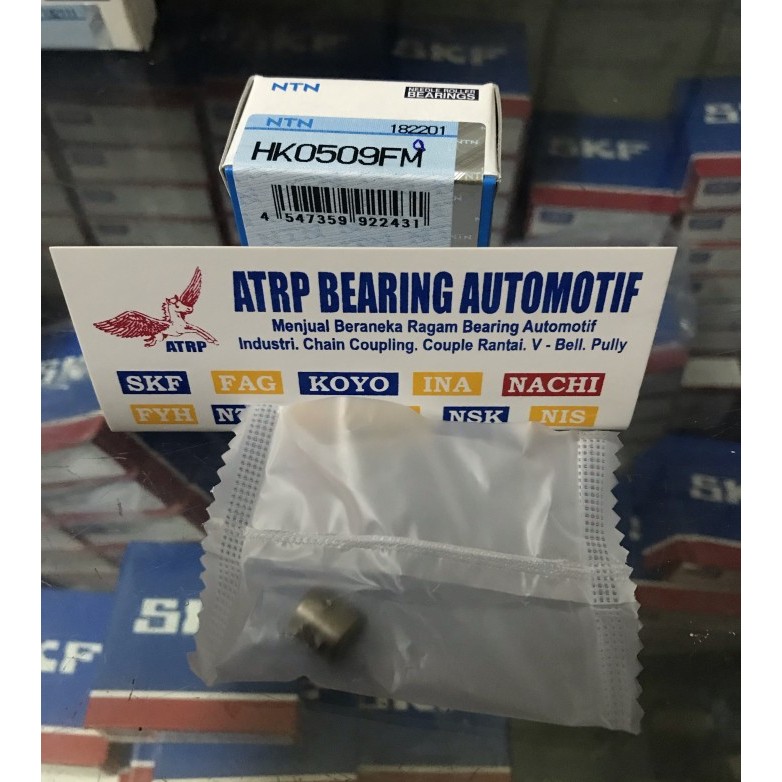 SKF
NTN
NEEDLE ROLLER
BEARINGS
NTN
182201
HK0509FM
4 547359 922431
SKF
SKF
ATRP BEARING AUTOMOTIF
Menjual Beraneka Ragam Bearing Automotif
Industri. Chain Coupling. Couple Rantai. V - Bell. Pully
ATRP
SKF FAG KOYO INA NACHI
FYH NSK NIS
SKF
SKF